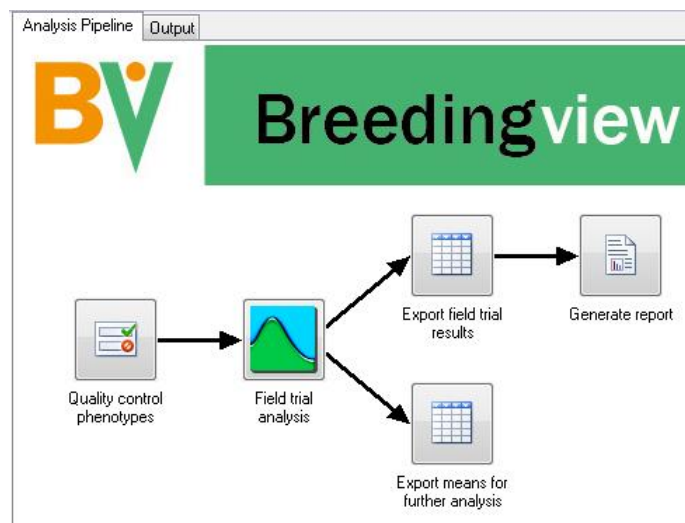 Analysis Pipeline
Output
BV
Breedingview
Export field trial
results
Generate report
Quality control
phenotypes
Field trial
analysis
Export means for
further analysis